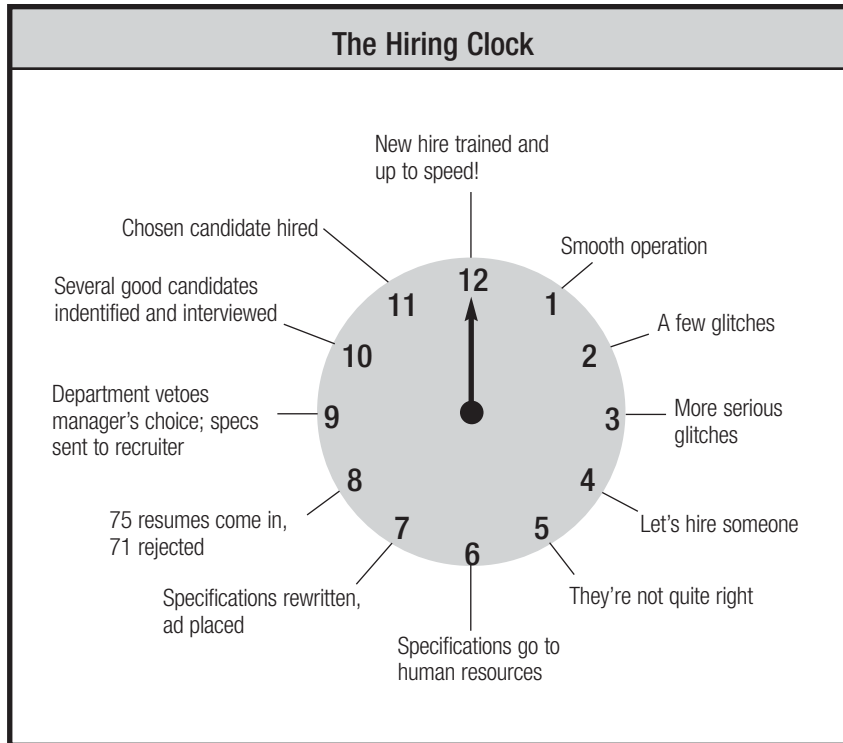 The Hiring Clock
New hire trained and
up to speed!
Smooth operation
A few glitches
More serious
glitches
Let's hire someone
They're not quite right
Specifications go to
human resources
Specifications rewritten,
ad placed
75 resumes come in,
71 rejected
Department vetoes
manager's choice; specs
sent to recruiter
Several good candidates
indentified and interviewed
Chosen candidate hired
12
1
2
3
4
5
6
7
8
9
10
11